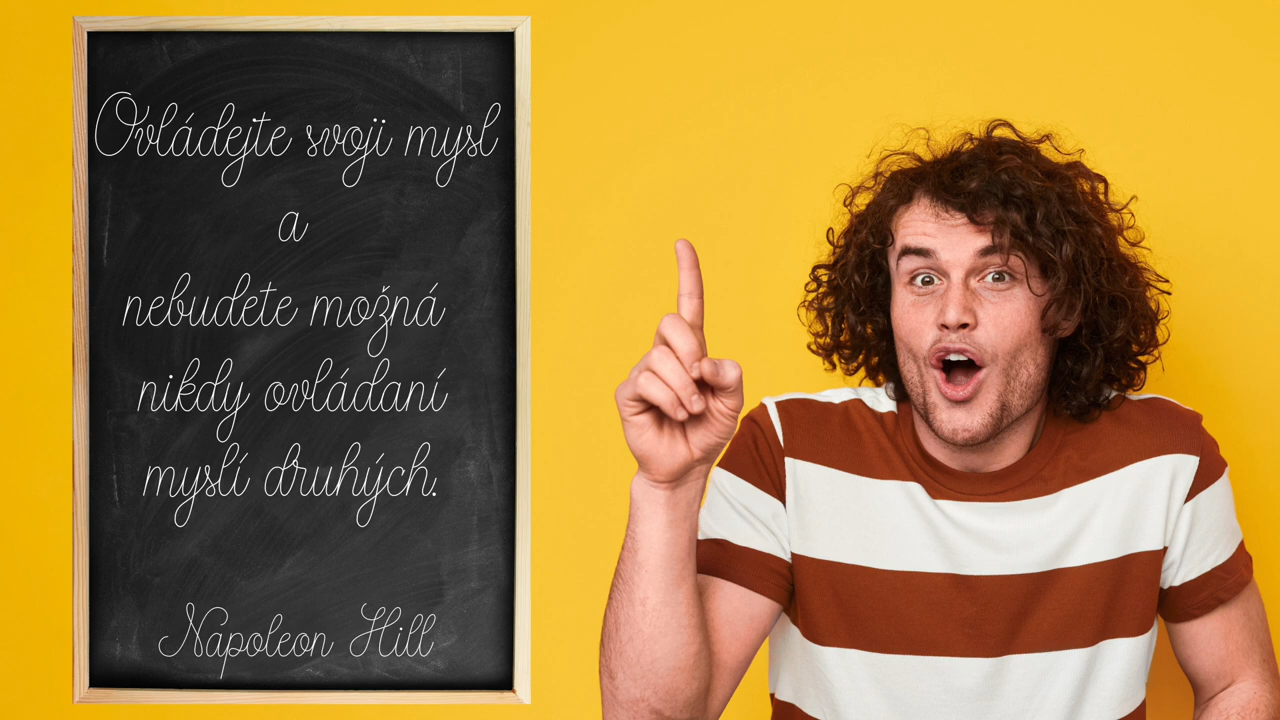 Ovládejte svoji mysl
a
nebudete možná
nikdy ovládaní
myslí druhých.
Napoleon Hill